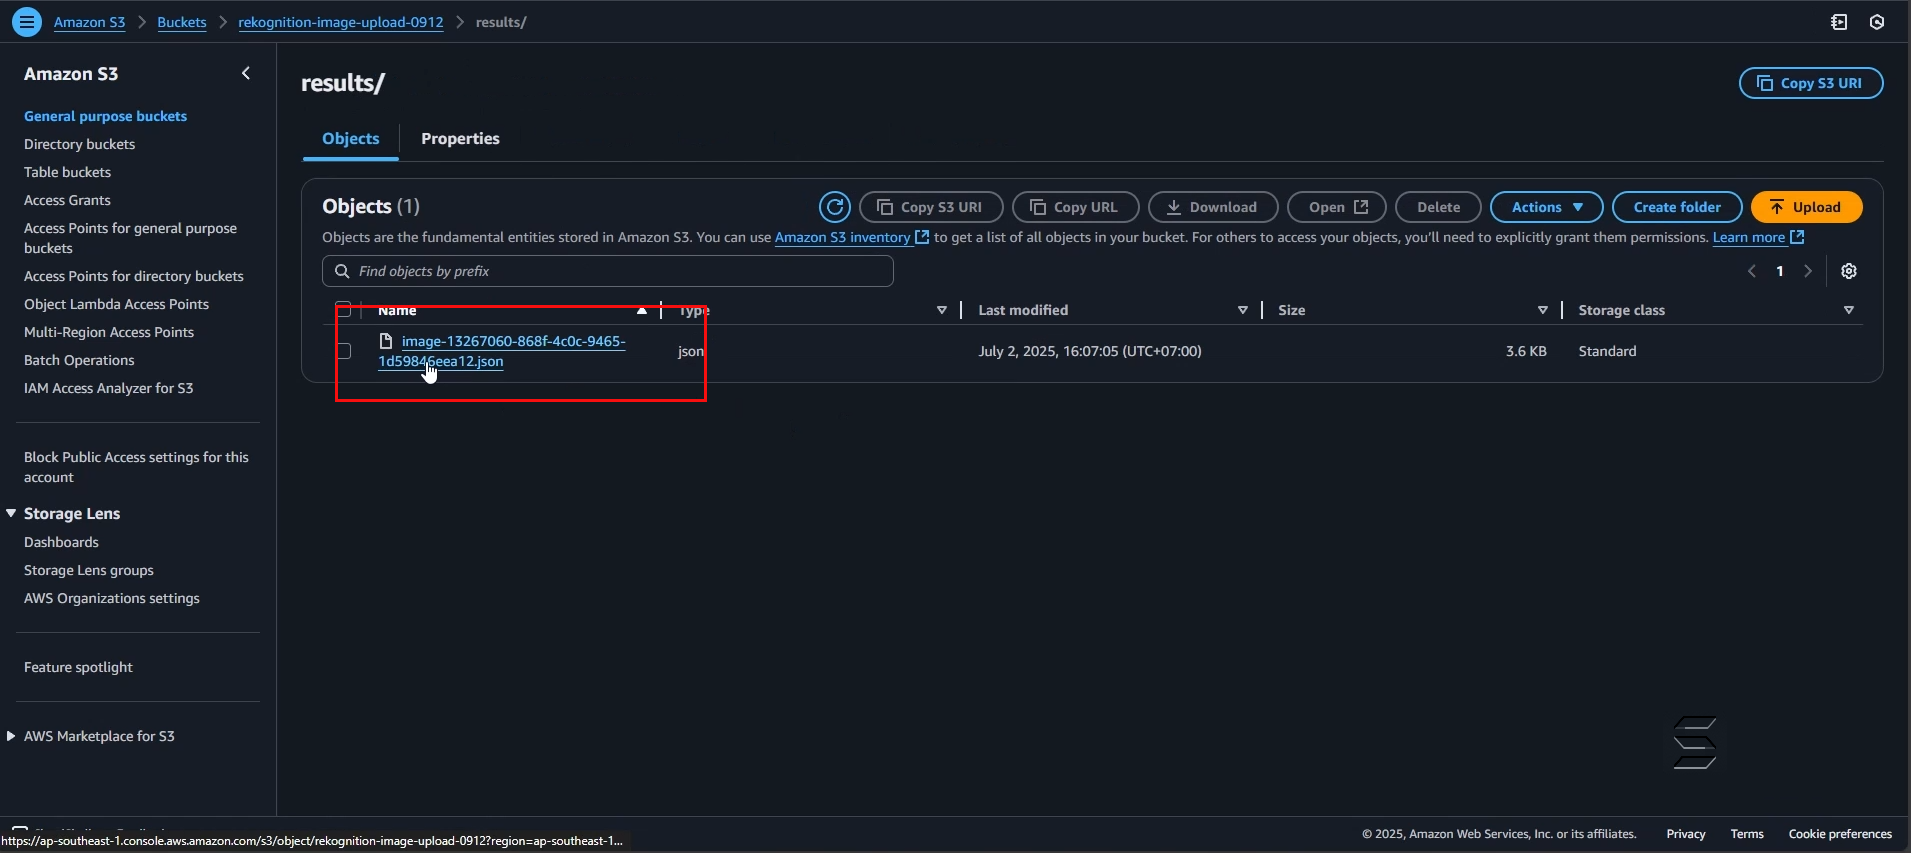 Amazon S3 > Buckets > rekognition-image-upload-0912 > results/
Amazon S3
General purpose buckets
Directory buckets
Table buckets
Access Grants
Access Points for general purpose
buckets
Access Points for directory buckets
Object Lambda Access Points
Multi-Region Access Points
Batch Operations
IAM Access Analyzer for S3
Block Public Access settings for this
account
Storage Lens
Dashboards
Storage Lens groups
AWS Organizations settings
Feature spotlight
AWS Marketplace for S3
results/
Copy S3 URI
Objects Properties
Objects (1)
Copy S3 URI Copy URL Download Open Delete Actions Create folder Upload
Objects are the fundamental entities stored in Amazon S3. You can use Amazon S3 inventory to get a list of all objects in your bucket. For others to access your objects, you'll need to explicitly grant them permissions. Learn more
Find objects by prefix
1
Name Type Last modified Size Storage class
image-13267060-868f-4c0c-9465-
1d59846eea12.json
json July 2, 2025, 16:07:05 (UTC+07:00) 3.6 KB Standard
© 2025, Amazon Web Services, Inc. or its affiliates. Privacy Terms Cookie preferences
https://ap-southeast-1.console.aws.amazon.com/s3/object/rekognition-image-upload-0912?region=ap-southeast-1...